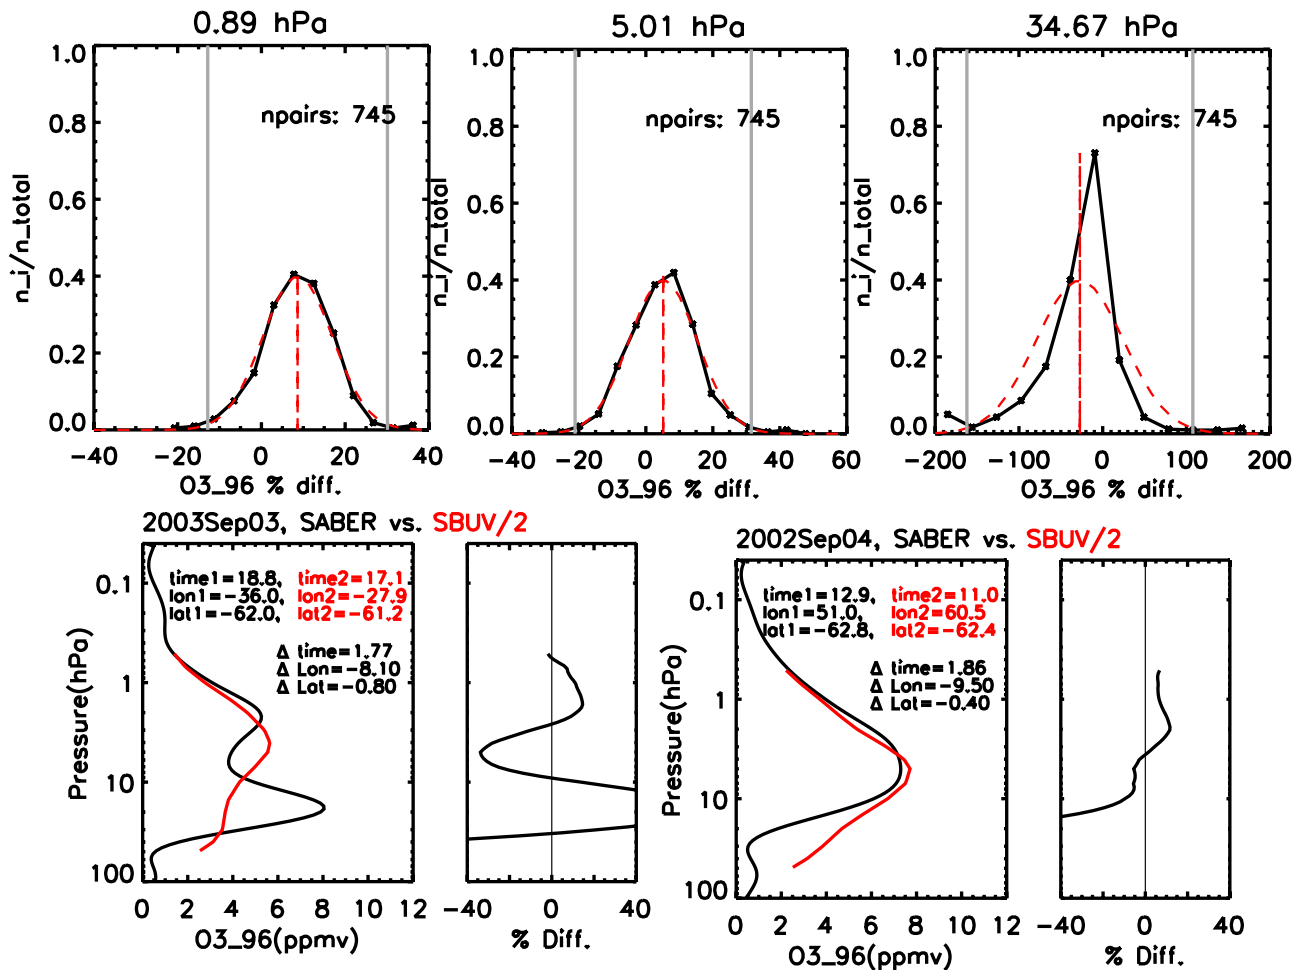 0.89 hPa
5.01 hPa
34.67 hPa
1.0
0.8
0.6
0.4
0.2
0.0
n_i/n_total
npairs: 745
-40 -20 0 20 40
O3_96 % diff.
1.0
0.8
0.6
0.4
0.2
0.0
n_i/n_total
npairs: 745
-40 -20 0 20 40 60
O3_96 % diff.
1.0
0.8
0.6
0.4
0.2
0.0
n_i/n_total
npairs: 745
-200 -100 0 100 200
O3_96 % diff.
2003Sep03, SABER vs. SBUV/2
time1=18.8, time2=17.1
lon1=-36.0, lon2=-27.9
lat1=-62.0, lat2=-61.2
Δ time=1.77
Δ Lon=-8.10
Δ Lat=-0.80
0.1
1
10
100
Pressure(hPa)
0 2 4 6 8 10 12
O3_96(ppmv)
-40 0 40
% Diff.
2002Sep04, SABER vs. SBUV/2
time1=12.9, time2=11.0
lon1=51.0, lon2=60.5
lat1=-62.8, lat2=-62.4
Δ time=1.86
Δ Lon=-9.50
Δ Lat=-0.40
0.1
1
10
100
Pressure(hPa)
0 2 4 6 8 10 12
O3_96(ppmv)
-40 0 40
% Diff.